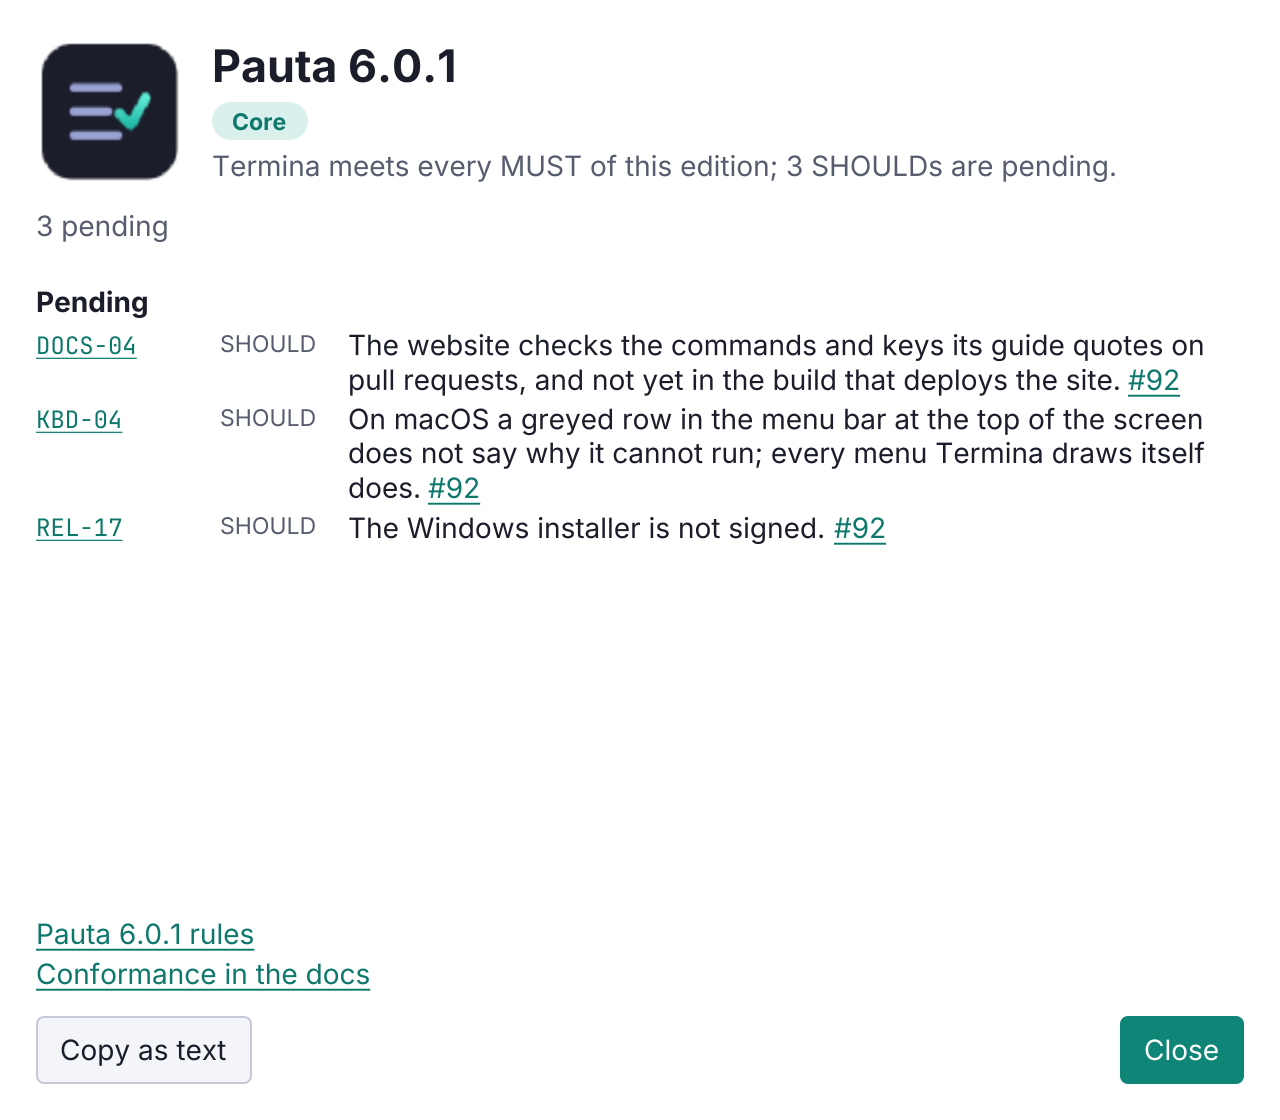 Pauta 6.0.1
Core
Termina meets every MUST of this edition; 3 SHOULDs are pending.
3 pending
Pending
DOCS-04 SHOULD The website checks the commands and keys its guide quotes on
pull requests, and not yet in the build that deploys the site. #92
KBD-04 SHOULD On macOS a greyed row in the menu bar at the top of the screen
does not say why it cannot run; every menu Termina draws itself
does. #92
REL-17 SHOULD The Windows installer is not signed. #92
Pauta 6.0.1 rules
Conformance in the docs
Copy as text
Close